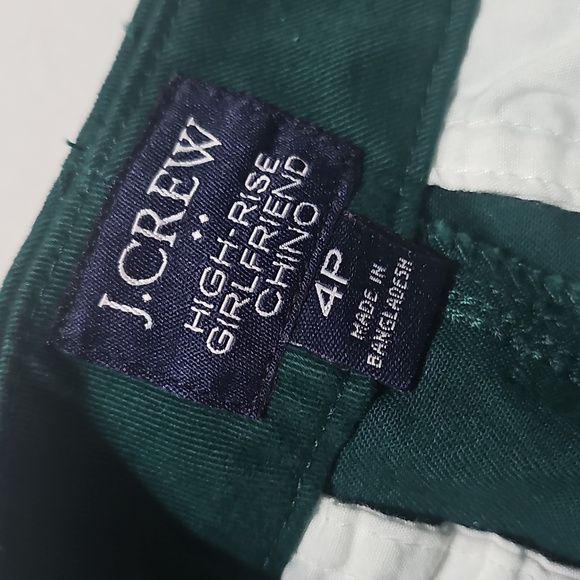 J.CREW
HIGH-RISE
GIRLFRIEND
CHINO
4P
MADE IN
BANGLADESH